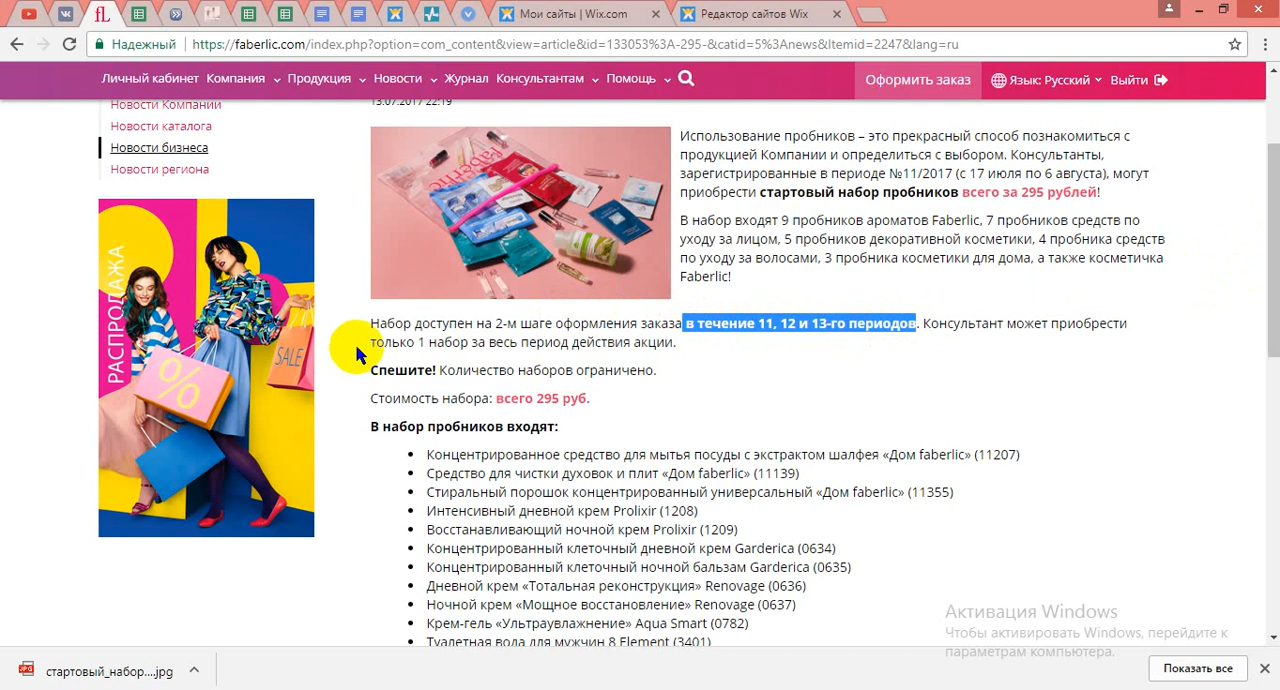 fL
Мои сайты | Wix.com
Редактор сайтов Wix
Надежный
https://faberlic.com/index.php?option=com_content&view=article&id=133053%3A-295-&catid=5%3Anews&Itemid=2247&lang=ru
Личный кабинет Компания Продукция Новости Журнал Консультантам Помощь
Оформить заказ
Язык: Русский
Выйти
Новости Компании
Новости каталога
Новости бизнеса
Новости региона
РАСПРОДАЖА
SALE
%
13.07.2017 22:19
faberlic
Использование пробников – это прекрасный способ познакомиться с
продукцией Компании и определиться с выбором. Консультанты,
зарегистрированные в периоде №11/2017 (с 17 июля по 6 августа), могут
приобрести стартовый набор пробников всего за 295 рублей!
В набор входят 9 пробников ароматов Faberlic, 7 пробников средств по
уходу за лицом, 5 пробников декоративной косметики, 4 пробника средств
по уходу за волосами, 3 пробника косметики для дома, а также косметичка
Faberlic!
Набор доступен на 2-м шаге оформления заказа в течение 11, 12 и 13-го периодов. Консультант может приобрести
только 1 набор за весь период действия акции.
Спешите! Количество наборов ограничено.
Стоимость набора: всего 295 руб.
В набор пробников входят:
• Концентрированное средство для мытья посуды с экстрактом шалфея «Дом faberlic» (11207)
• Средство для чистки духовок и плит «Дом faberlic» (11139)
• Стиральный порошок концентрированный универсальный «Дом faberlic» (11355)
• Интенсивный дневной крем Prolixir (1208)
• Восстанавливающий ночной крем Prolixir (1209)
• Концентрированный клеточный дневной крем Garderica (0634)
• Концентрированный клеточный ночной бальзам Garderica (0635)
• Дневной крем «Тотальная реконструкция» Renovage (0636)
• Ночной крем «Мощное восстановление» Renovage (0637)
• Крем-гель «Ультраувлажнение» Aqua Smart (0782)
• Туалетная вода для мужчин 8 Element (3401)
Активация Windows
Чтобы активировать Windows, перейдите к
параметрам компьютера.
JPG
стартовый_набор....jpg
Показать все